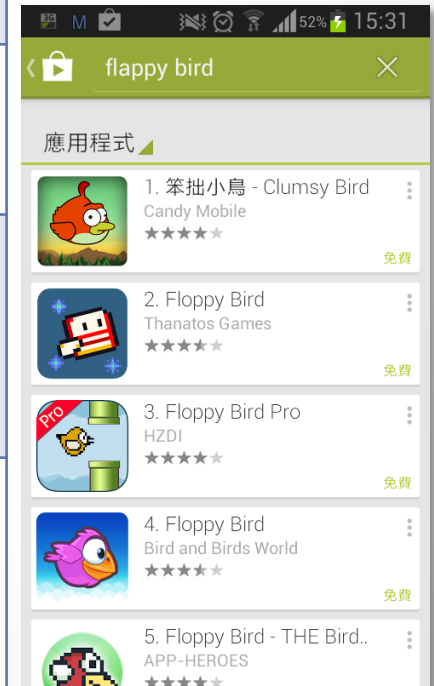 3G M 52% 15:31
flappy bird
應用程式
1. 笨拙小鳥 - Clumsy Bird
Candy Mobile
免費
2. Floppy Bird
Thanatos Games
免費
Pro
3. Floppy Bird Pro
HZDI
免費
4. Floppy Bird
Bird and Birds World
免費
5. Floppy Bird - THE Bird..
APP-HEROES